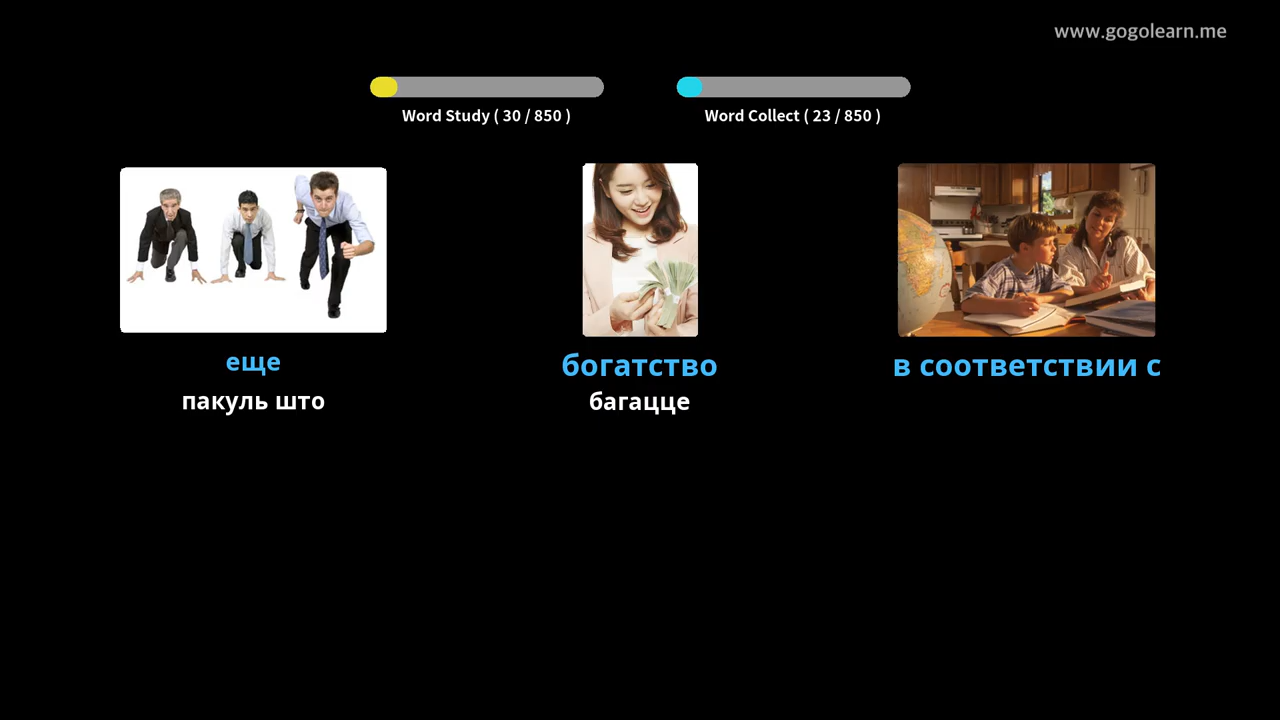 www.gogolearn.me
Word Study ( 30 / 850 )
Word Collect ( 23 / 850 )
еще
пакуль што
богатство
багацце
в соответствии с